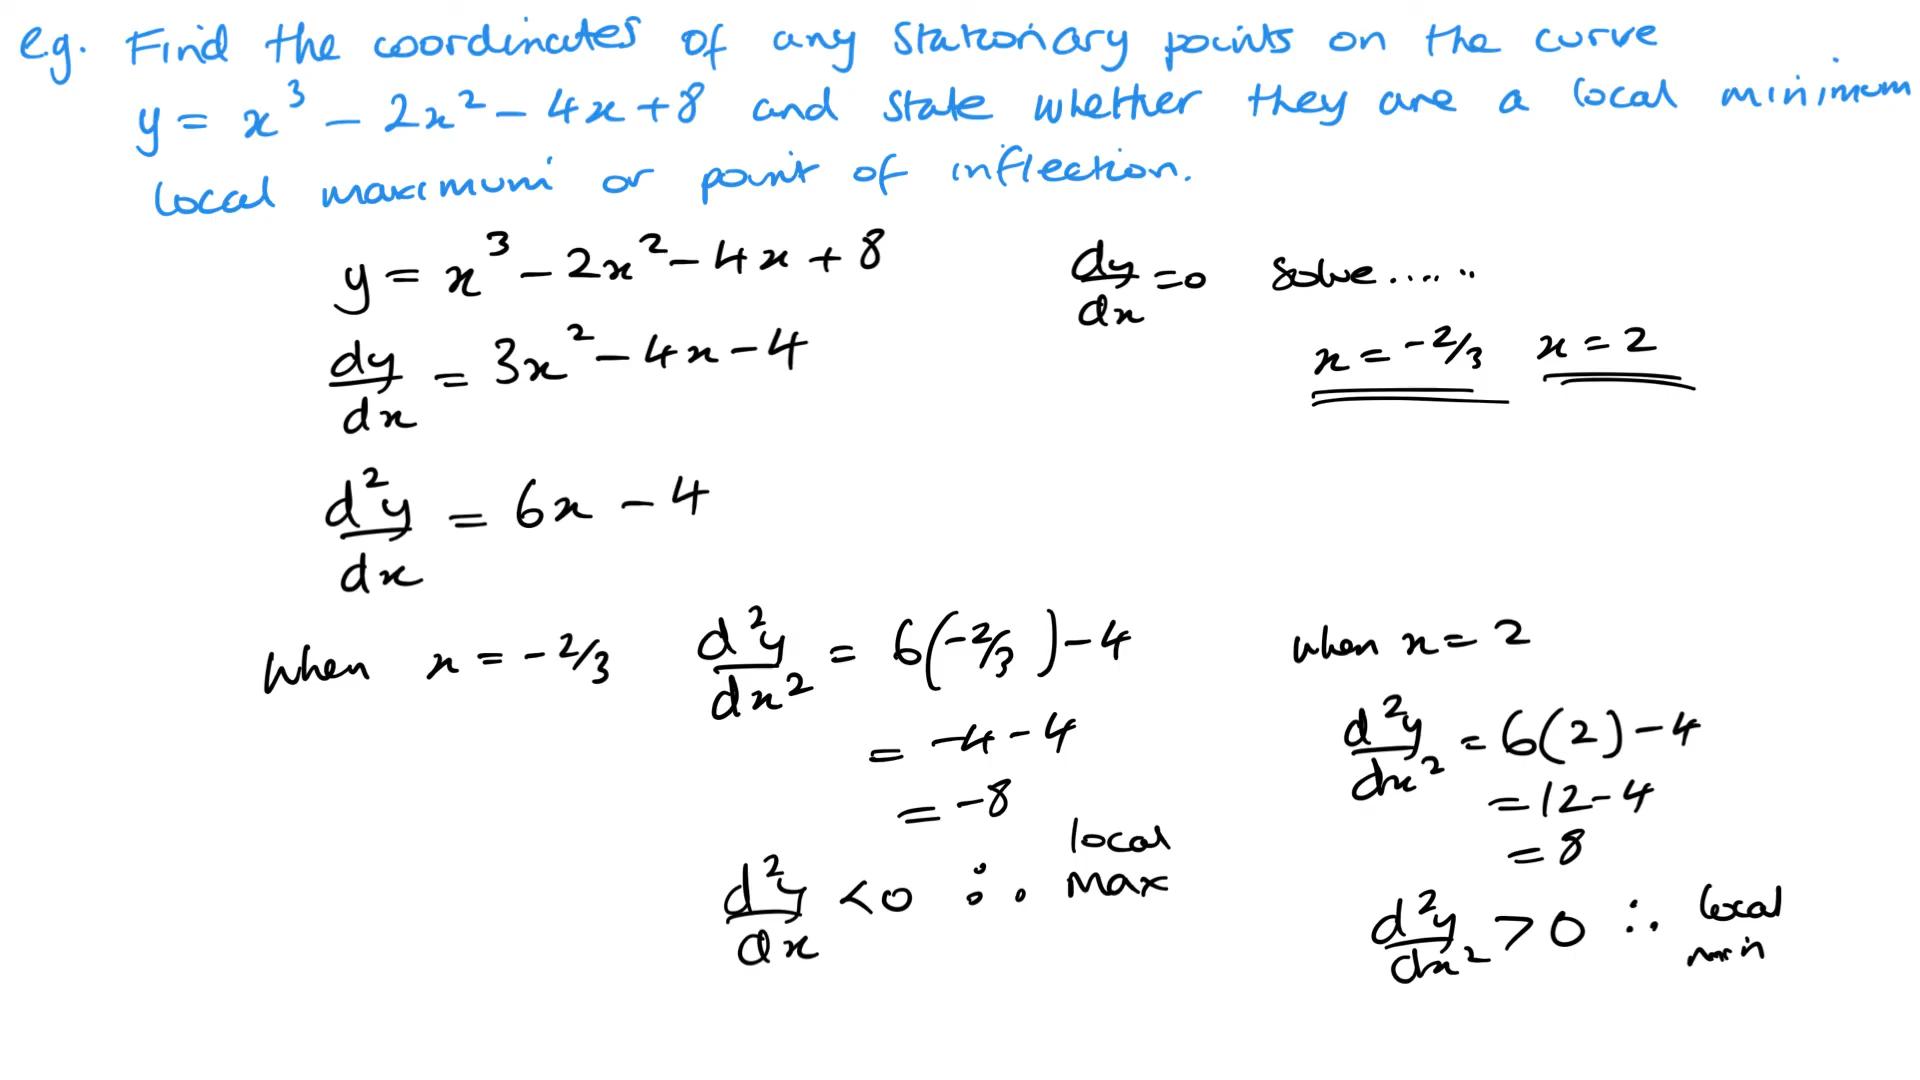 e.g. Find the coordinates of any stationary points on the curve
y = x³ − 2x² − 4x + 8 and state whether they are a local minimum
local maximum or point of inflection.
y = x³ − 2x² − 4x + 8
dy/dx = 3x² − 4x − 4
d²y/dx = 6x − 4
dy/dx = 0 solve.....
x = −2/3 x = 2
When x = −2/3 d²y/dx² = 6(−2/3) − 4
= −4 − 4
= −8
d²y/dx < 0 ∴ local max
when x = 2
d²y/dx² = 6(2) − 4
= 12 − 4
= 8
d²y/dx² > 0 ∴ local min